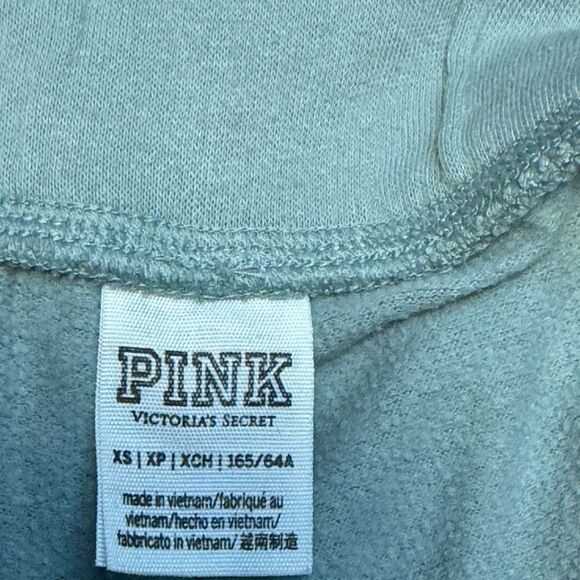 PINK
VICTORIA'S SECRET
XS | XP | XCH | 165/64A
made in vietnam/fabriqué au
vietnam/hecho en vietnam/
fabbricato in vietnam/越南制造